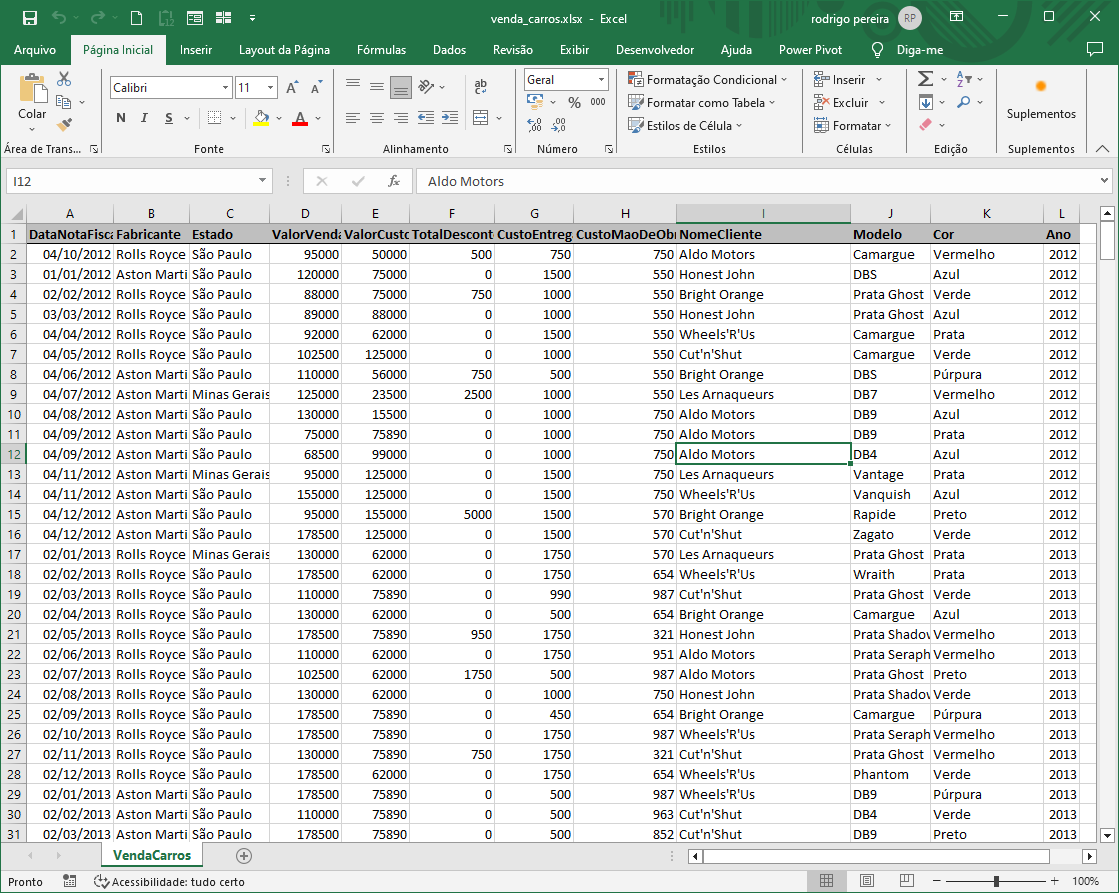 venda_carros.xlsx - Excel
rodrigo pereira RP
Arquivo Página Inicial Inserir Layout da Página Fórmulas Dados Revisão Exibir Desenvolvedor Ajuda Power Pivot Diga-me
Colar
Área de Trans...
Calibri 11
N I S
A A
Fonte
ab
Alinhamento
Geral
% 000
Número
Formatação Condicional
Formatar como Tabela
Estilos de Célula
Estilos
Inserir
Excluir
Formatar
Células
Edição
Suplementos
Suplementos
I12 fx Aldo Motors
A B C D E F G H I J K L
1 DataNotaFisca Fabricante Estado ValorVenda ValorCusto TotalDescont CustoEntreg CustoMaoDeObr NomeCliente Modelo Cor Ano
2 04/10/2012 Rolls Royce São Paulo 95000 50000 500 750 750 Aldo Motors Camargue Vermelho 2012
3 01/01/2012 Aston Marti São Paulo 120000 75000 0 1500 550 Honest John DBS Azul 2012
4 02/02/2012 Rolls Royce São Paulo 88000 75000 750 1000 550 Bright Orange Prata Ghost Verde 2012
5 03/03/2012 Rolls Royce São Paulo 89000 88000 0 1000 550 Honest John Prata Ghost Azul 2012
6 04/04/2012 Rolls Royce São Paulo 92000 62000 0 1500 550 Wheels'R'Us Camargue Prata 2012
7 04/05/2012 Rolls Royce São Paulo 102500 125000 0 1000 550 Cut'n'Shut Camargue Verde 2012
8 04/06/2012 Aston Marti São Paulo 110000 56000 750 500 550 Bright Orange DBS Púrpura 2012
9 04/07/2012 Aston Marti Minas Gerais 125000 23500 2500 1000 550 Les Arnaqueurs DB7 Vermelho 2012
10 04/08/2012 Aston Marti São Paulo 130000 15500 0 1000 750 Aldo Motors DB9 Azul 2012
11 04/09/2012 Aston Marti São Paulo 75000 75890 0 1000 750 Aldo Motors DB9 Prata 2012
12 04/09/2012 Aston Marti São Paulo 68500 99000 0 1000 750 Aldo Motors DB4 Azul 2012
13 04/11/2012 Aston Marti Minas Gerais 95000 125000 0 1500 750 Les Arnaqueurs Vantage Prata 2012
14 04/11/2012 Aston Marti São Paulo 155000 125000 0 1500 750 Wheels'R'Us Vanquish Azul 2012
15 04/12/2012 Aston Marti São Paulo 95000 155000 5000 1500 570 Bright Orange Rapide Preto 2012
16 04/12/2012 Aston Marti São Paulo 178500 125000 0 1500 570 Cut'n'Shut Zagato Verde 2012
17 02/01/2013 Rolls Royce Minas Gerais 130000 62000 0 1750 570 Les Arnaqueurs Prata Ghost Prata 2013
18 02/02/2013 Rolls Royce São Paulo 178500 62000 0 1750 654 Wheels'R'Us Wraith Prata 2013
19 02/03/2013 Rolls Royce São Paulo 110000 75890 0 990 987 Cut'n'Shut Prata Ghost Verde 2013
20 02/04/2013 Rolls Royce São Paulo 130000 62000 0 500 654 Bright Orange Camargue Azul 2013
21 02/05/2013 Rolls Royce São Paulo 178500 75890 950 1750 321 Honest John Prata Shadov Vermelho 2013
22 02/06/2013 Rolls Royce São Paulo 110000 62000 0 1750 951 Aldo Motors Prata Seraph Vermelho 2013
23 02/07/2013 Rolls Royce São Paulo 102500 62000 1750 500 987 Aldo Motors Prata Ghost Preto 2013
24 02/08/2013 Rolls Royce São Paulo 130000 62000 0 1000 750 Honest John Prata Shadov Verde 2013
25 02/09/2013 Rolls Royce São Paulo 178500 75890 0 450 654 Bright Orange Camargue Púrpura 2013
26 02/10/2013 Rolls Royce São Paulo 178500 75890 0 1750 987 Wheels'R'Us Prata Seraph Vermelho 2013
27 02/11/2013 Rolls Royce São Paulo 130000 75890 750 1750 321 Cut'n'Shut Prata Ghost Vermelho 2013
28 02/12/2013 Rolls Royce São Paulo 178500 62000 0 1750 654 Wheels'R'Us Phantom Verde 2013
29 02/01/2013 Aston Marti São Paulo 178500 75890 0 500 987 Wheels'R'Us DB9 Púrpura 2013
30 02/02/2013 Aston Marti São Paulo 110000 75890 0 500 963 Cut'n'Shut DB4 Verde 2013
31 02/03/2013 Aston Marti São Paulo 178500 75890 0 500 852 Cut'n'Shut DB9 Preto 2013
VendaCarros
Pronto Acessibilidade: tudo certo 100%